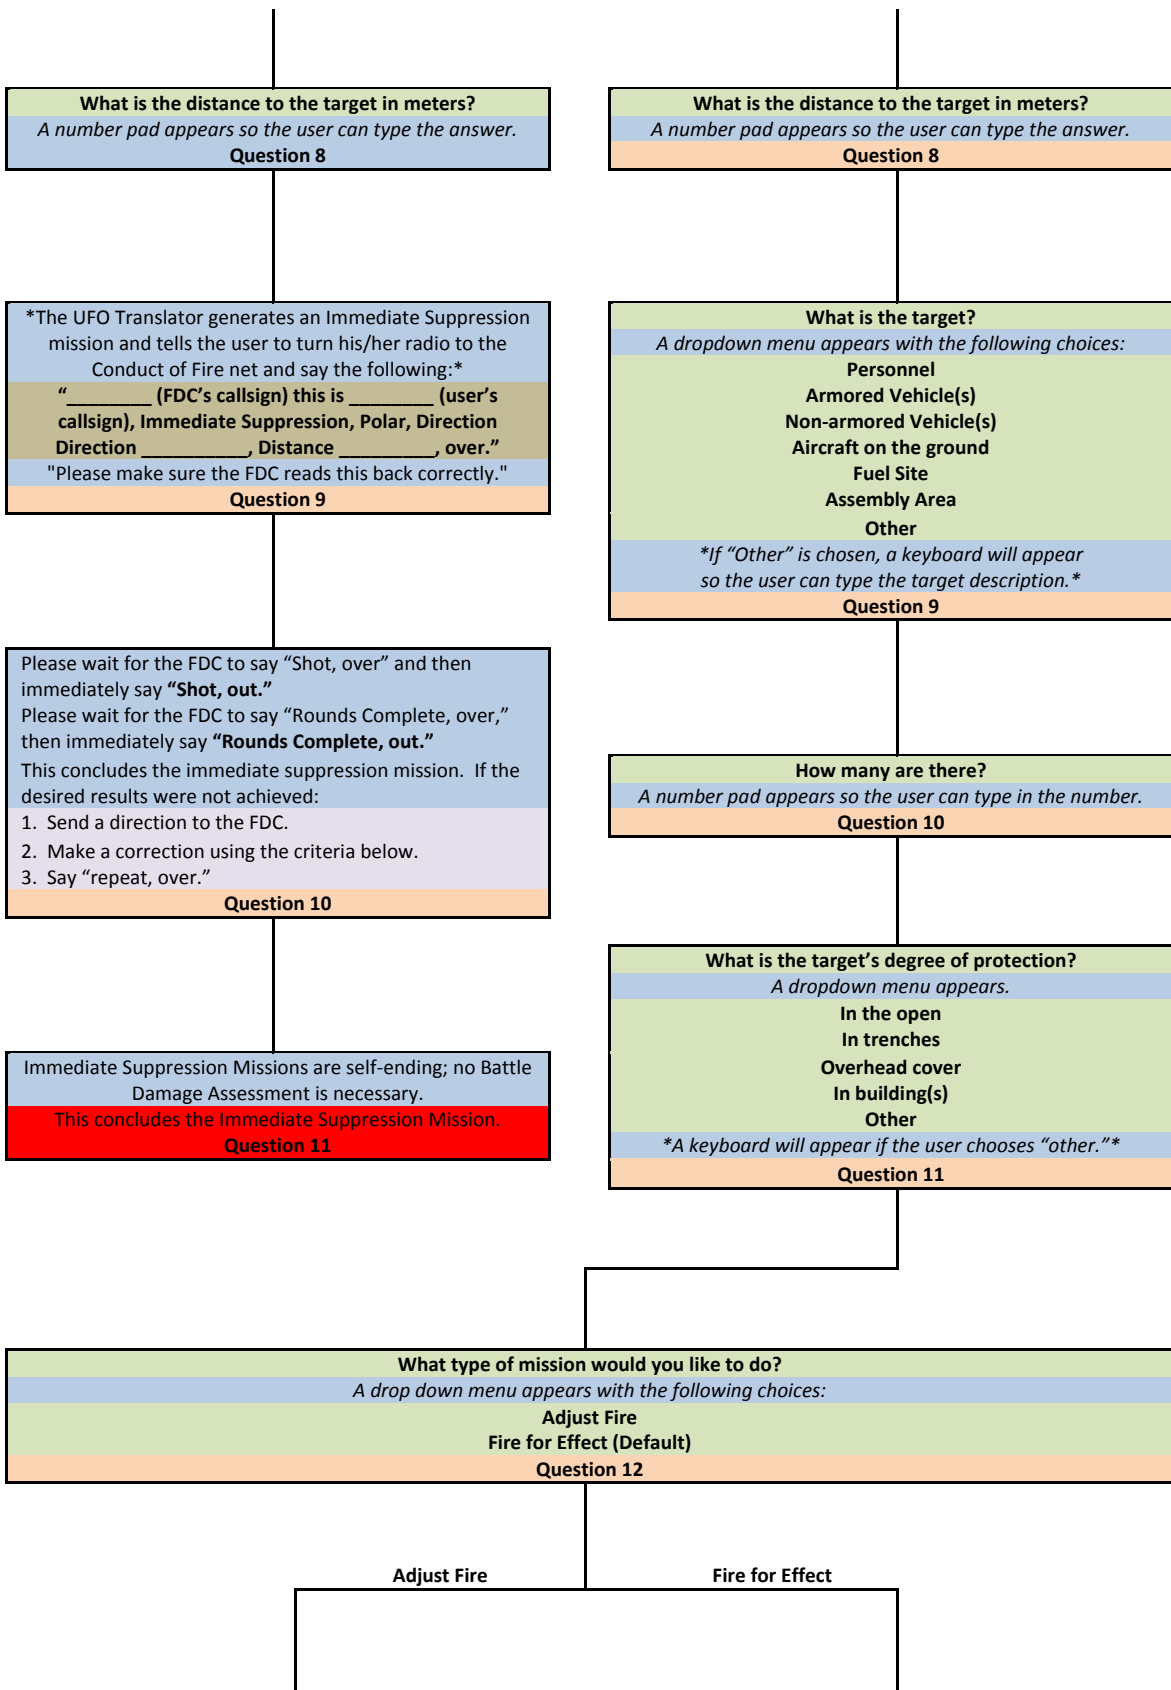 What is the distance to the target in meters?
A number pad appears so the user can type the answer.
Question 8
*The UFO Translator generates an Immediate Suppression
mission and tells the user to turn his/her radio to the
Conduct of Fire net and say the following:*
“________ (FDC’s callsign) this is ________ (user’s
callsign), Immediate Suppression, Polar, Direction
Direction __________, Distance _________, over.”
"Please make sure the FDC reads this back correctly."
Question 9
Please wait for the FDC to say “Shot, over” and then
immediately say “Shot, out.”
Please wait for the FDC to say “Rounds Complete, over,”
then immediately say “Rounds Complete, out.”
This concludes the immediate suppression mission.  If the
desired results were not achieved:
1.  Send a direction to the FDC.
2.  Make a correction using the criteria below.
3.  Say “repeat, over.”
Question 10
Immediate Suppression Missions are self-ending; no Battle
Damage Assessment is necessary.
This concludes the Immediate Suppression Mission.
Question 11
What is the distance to the target in meters?
A number pad appears so the user can type the answer.
Question 8
What is the target?
A dropdown menu appears with the following choices:
Personnel
Armored Vehicle(s)
Non-armored Vehicle(s)
Aircraft on the ground
Fuel Site
Assembly Area
Other
*If “Other” is chosen, a keyboard will appear
so the user can type the target description.*
Question 9
How many are there?
A number pad appears so the user can type in the number.
Question 10
What is the target’s degree of protection?
A dropdown menu appears.
In the open
In trenches
Overhead cover
In building(s)
Other
*A keyboard will appear if the user chooses “other.”*
Question 11
What type of mission would you like to do?
A drop down menu appears with the following choices:
Adjust Fire
Fire for Effect (Default)
Question 12
Adjust Fire
Fire for Effect